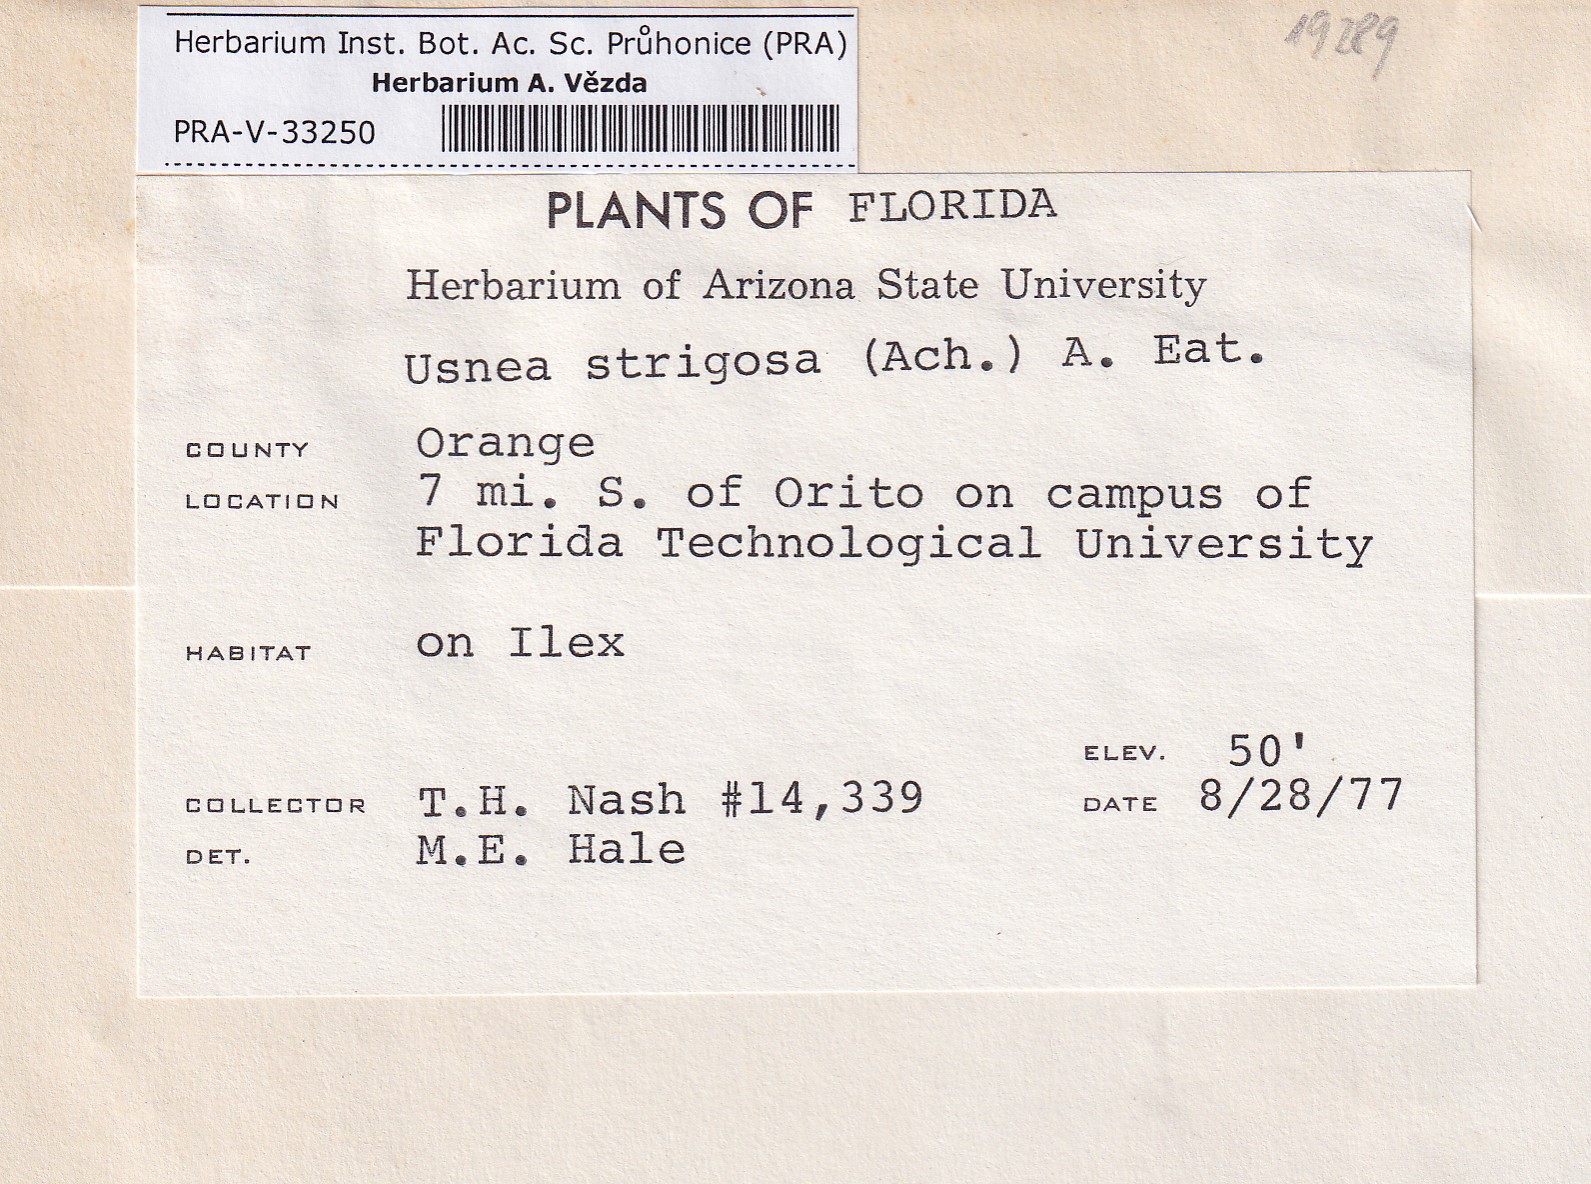 Herbarium Inst. Bot. Ac. Sc. Průhonice (PRA)
Herbarium A. Vězda
PRA-V-33250
19289
PLANTS OF FLORIDA
Herbarium of Arizona State University
Usnea strigosa (Ach.) A. Eat.
COUNTY Orange
LOCATION 7 mi. S. of Orito on campus of
Florida Technological University
HABITAT on Ilex
ELEV. 50'
COLLECTOR T.H. Nash #14,339 DATE 8/28/77
DET. M.E. Hale